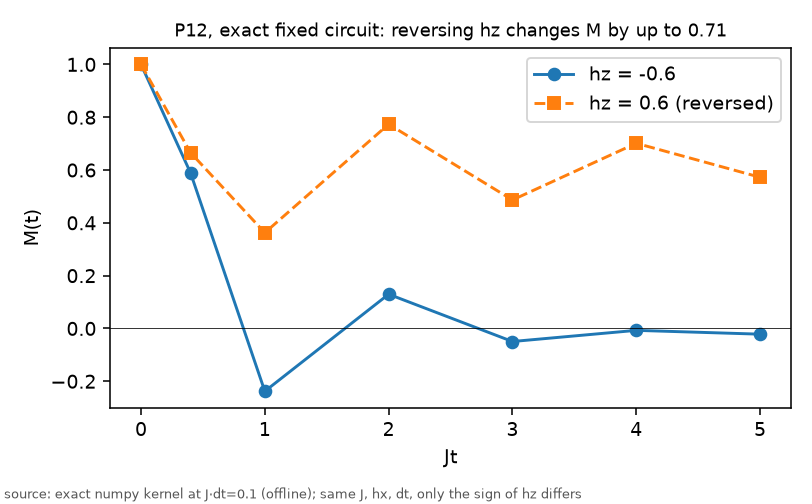 P12, exact fixed circuit: reversing hz changes M by up to 0.71
hz = -0.6
hz = 0.6 (reversed)
1.0
0.8
0.6
0.4
0.2
0.0
−0.2
M(t)
0 1 2 3 4 5
Jt
source: exact numpy kernel at J·dt=0.1 (offline); same J, hx, dt, only the sign of hz differs